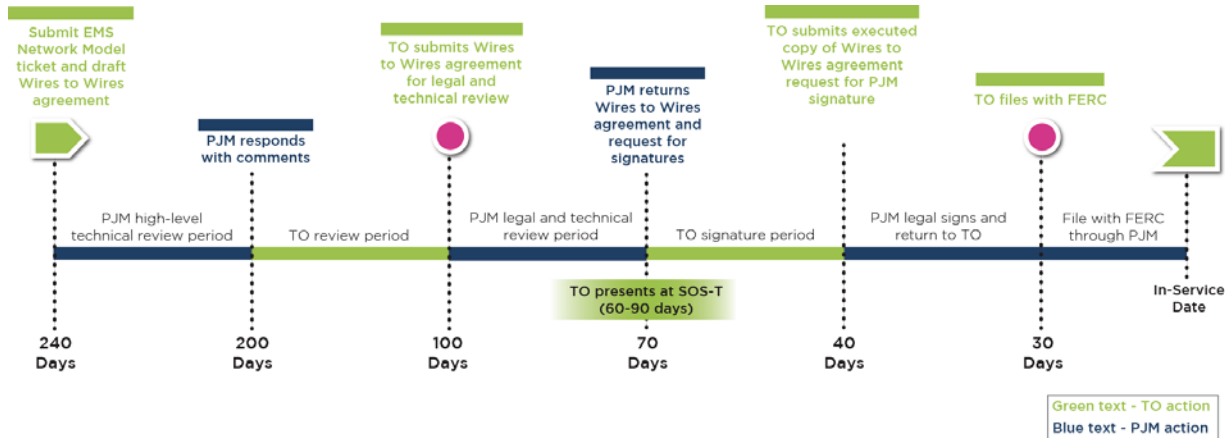 Submit EMS
Network Model
ticket and draft
Wires to Wires
agreement
PJM responds
with comments
TO submits Wires
to Wires agreement
for legal and
technical review
PJM returns
Wires to Wires
agreement and
request for
signatures
TO submits executed
copy of Wires to
Wires agreement
request for PJM
signature
TO files with FERC
PJM high-level
technical review period
TO review period
PJM legal and technical
review period
TO signature period
PJM legal signs and
return to TO
File with FERC
through PJM
TO presents at SOS-T
(60-90 days)
In-Service
Date
240
Days
200
Days
100
Days
70
Days
40
Days
30
Days
Green text - TO action
Blue text - PJM action